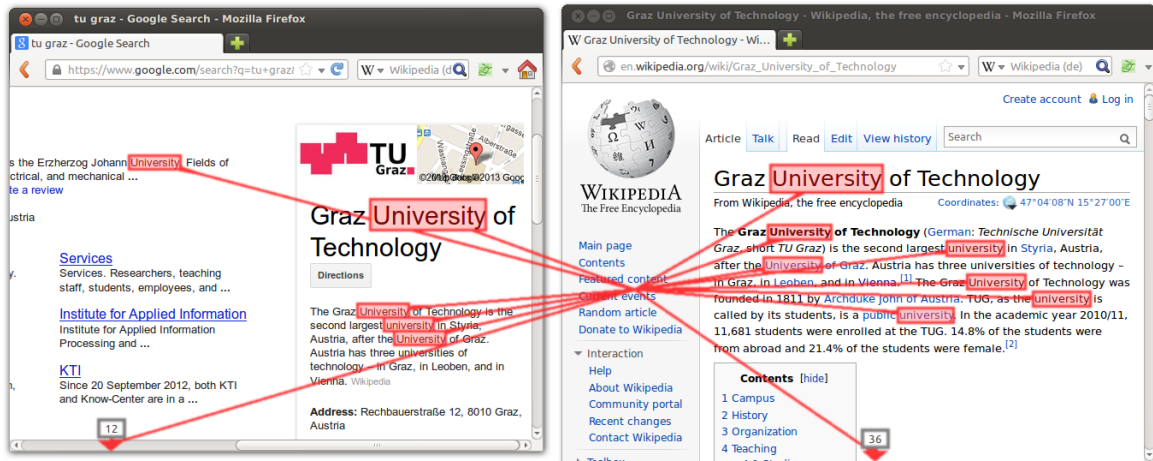 tu graz - Google Search - Mozilla Firefox
tu graz - Google Search
https://www.google.com/search?q=tu+graz
W Wikipedia (d
s the Erzherzog Johann University. Fields of
ctrical, and mechanical ...
te a review
ustria
Services
Services. Researchers, teaching
staff, students, employees, and ...
Institute for Applied Information
Institute for Applied Information
Processing and ...
KTI
Since 20 September 2012, both KTI
and Know-Center are in a ...
12
TU
Graz
Graz University of
Technology
Directions
The Graz University of Technology is the
second largest university in Styria,
Austria, after the University of Graz.
Austria has three universities of
technology – in Graz, in Leoben, and in
Vienna. Wikipedia
Address: Rechbauerstraße 12, 8010 Graz,
Austria
Graz University of Technology - Wikipedia, the free encyclopedia - Mozilla Firefox
W Graz University of Technology - Wi...
en.wikipedia.org/wiki/Graz_University_of_Technology
W Wikipedia (de)
Create account Log in
Article Talk Read Edit View history Search
WIKIPEDIA
The Free Encyclopedia
Main page
Contents
Featured content
Current events
Random article
Donate to Wikipedia
Interaction
Help
About Wikipedia
Community portal
Recent changes
Contact Wikipedia
Toolbox
Graz University of Technology
From Wikipedia, the free encyclopedia
Coordinates: 47°04′08″N 15°27′00″E
The Graz University of Technology (German: Technische Universität
Graz, short TU Graz) is the second largest university in Styria, Austria,
after the University of Graz. Austria has three universities of technology –
in Graz, in Leoben, and in Vienna.[1] The Graz University of Technology was
founded in 1811 by Archduke John of Austria. TUG, as the university is
called by its students, is a public university. In the academic year 2010/11,
11,681 students were enrolled at the TUG. 14.8% of the students were
from abroad and 21.4% of the students were female.[2]
Contents [hide]
1 Campus
2 History
3 Organization
4 Teaching
36